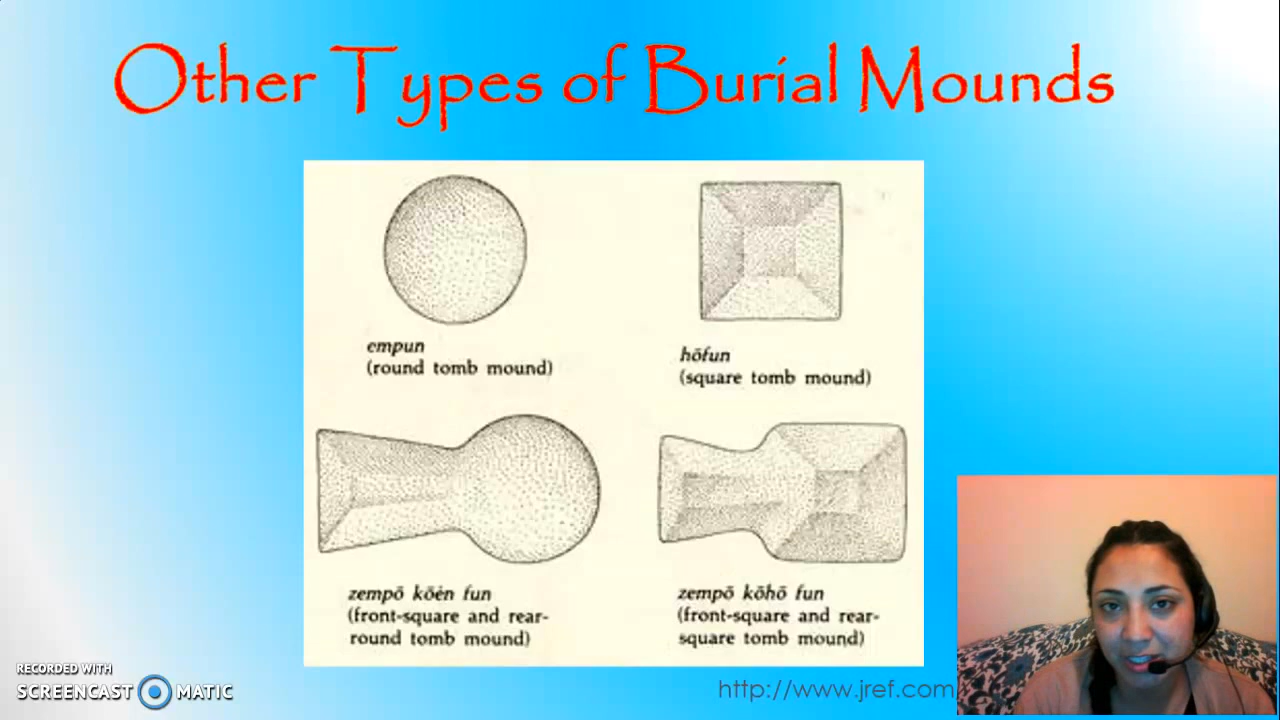 Other Types of Burial Mounds
empun
(round tomb mound)
hōfun
(square tomb mound)
zempō kōen fun
(front-square and rear-
round tomb mound)
zempō kōhō fun
(front-square and rear-
square tomb mound)
RECORDED WITH
SCREENCAST MATIC
http://www.jref.com